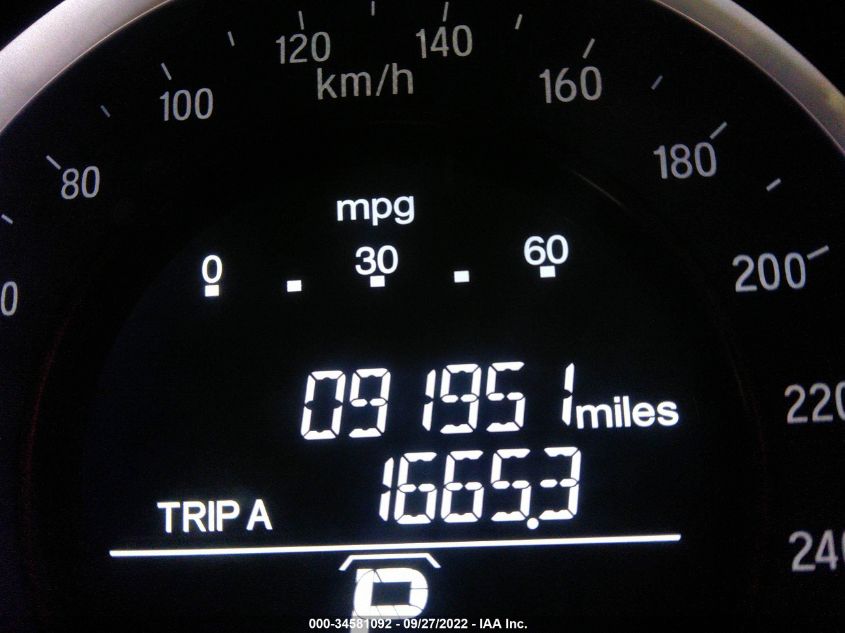 120 140
km/h
100 160
80 180
mpg
0 30 60
200
091951 miles
220
TRIP A 1665.3
240
P
000-34581092 - 09/27/2022 - IAA Inc.